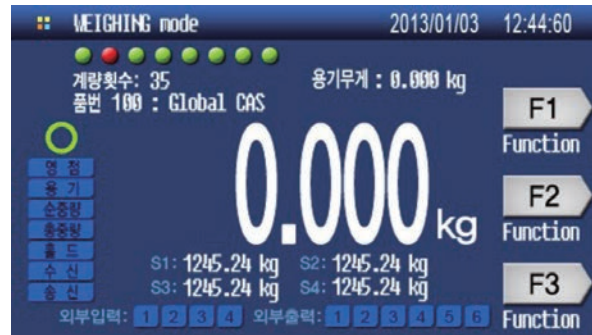 WEIGHING mode 2013/01/03 12:44:60
계량횟수: 35 용기무게 : 0.000 kg
품번 100 : Global CAS
F1
Function
0.000 kg
영 점
용 기
순중량
총중량
홀 드
수 신
송 신
F2
Function
S1: 1245.24 kg S2: 1245.24 kg
S3: 1245.24 kg S4: 1245.24 kg
F3
Function
외부입력: 1 2 3 4 외부출력: 1 2 3 4 5 6